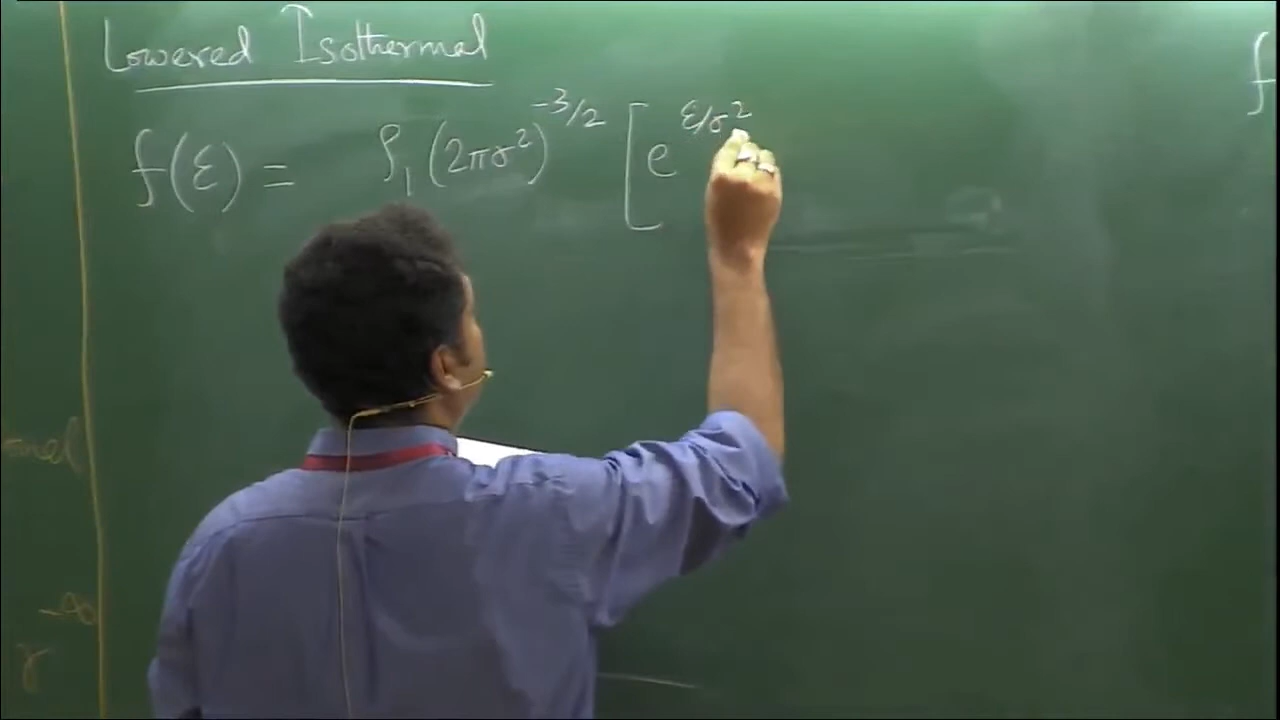 Lowered Isothermal
f(ε) = ρ₁ (2πσ²)^{-3/2} [e^{ε/σ²}
f